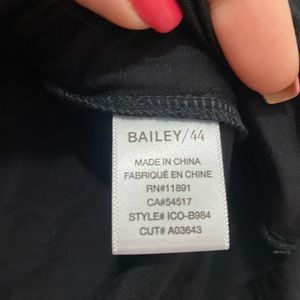 BAILEY/44
MADE IN CHINA
FABRIQUÉ EN CHINE
RN#11891
CA#54517
STYLE# ICO-B984
CUT# A03643